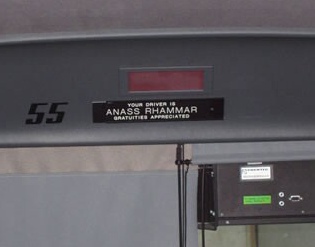 55
YOUR DRIVER IS
ANASS RHAMMAR
GRATUITIES APPRECIATED